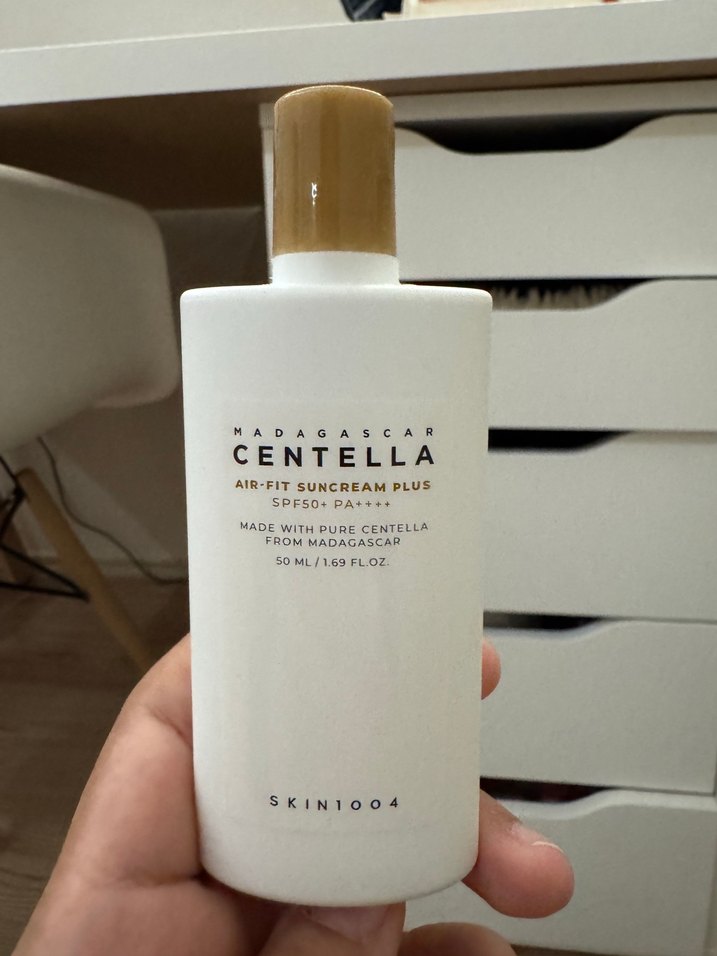 MADAGASCAR
CENTELLA
AIR-FIT SUNCREAM PLUS
SPF50+ PA++++
MADE WITH PURE CENTELLA
FROM MADAGASCAR
50 ML / 1.69 FL.OZ.
SKIN1004